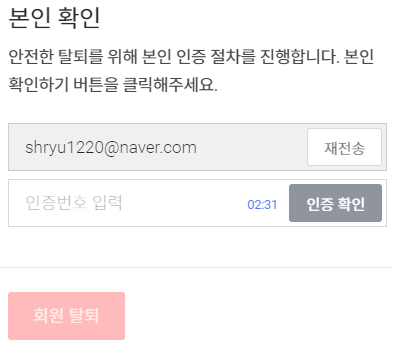 본인 확인
안전한 탈퇴를 위해 본인 인증 절차를 진행합니다. 본인
확인하기 버튼을 클릭해주세요.
shryu1220@naver.com 재전송
인증번호 입력 02:31 인증 확인
회원 탈퇴